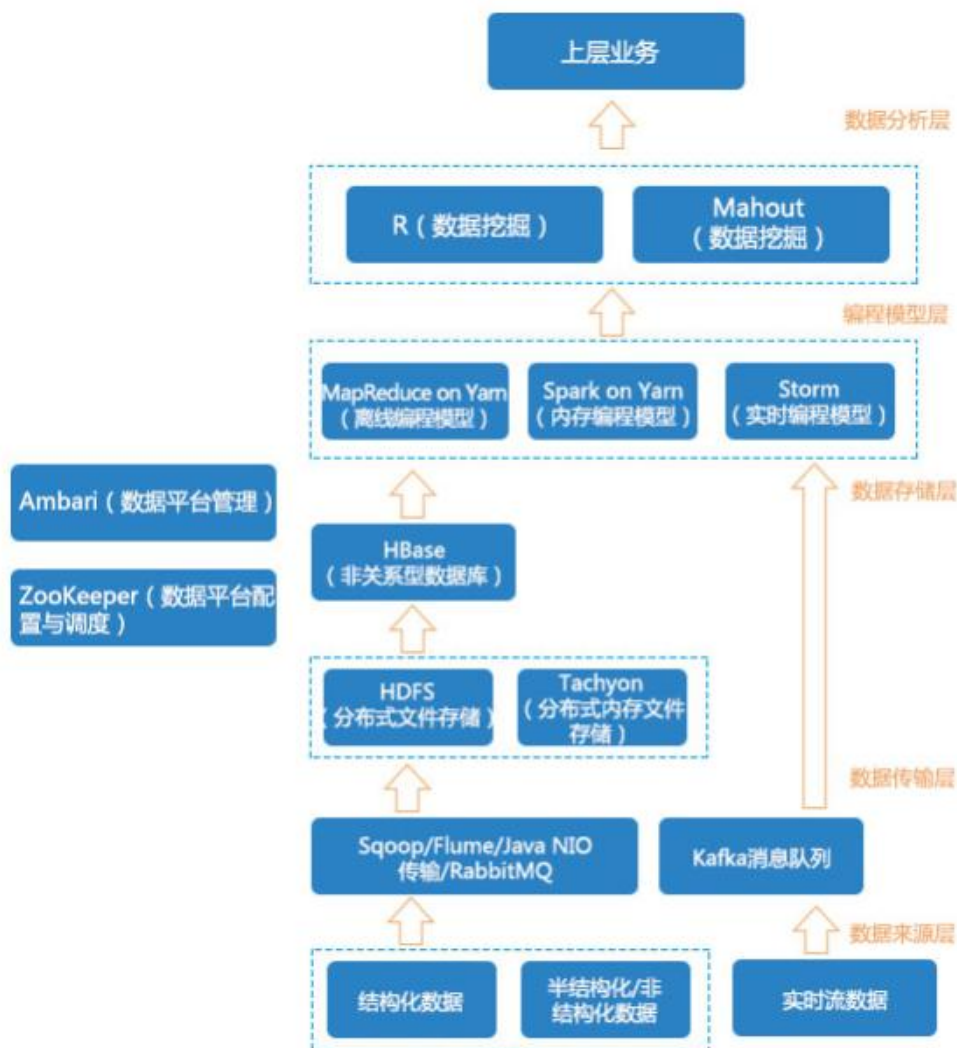 上层业务
数据分析层
R（数据挖掘）
Mahout
（数据挖掘）
编程模型层
MapReduce on Yarn
（离线编程模型）
Spark on Yarn
（内存编程模型）
Storm
（实时编程模型）
Ambari（数据平台管理）
数据存储层
HBase
（非关系型数据库）
ZooKeeper（数据平台配
置与调度）
HDFS
（分布式文件存储）
Tachyon
（分布式内存文件
存储）
数据传输层
Sqoop/Flume/Java NIO
传输/RabbitMQ
Kafka消息队列
数据来源层
结构化数据
半结构化/非
结构化数据
实时流数据